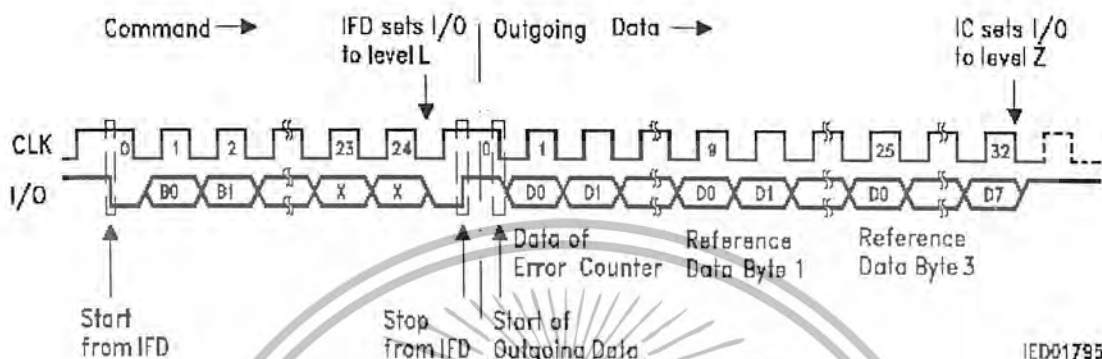 Command →
IFD sets I/O
to level L
Outgoing Data →
IC sets I/O
to level Z
CLK
0 1 2 23 24 0 1 9 25 32
I/O
B0 B1 X X D0 D1 D0 D1 D0 D7
Data of
Error Counter
Reference
Data Byte 1
Reference
Data Byte 3
Start
from IFD
Stop
from IFD
Start of
Outgoing Data
IED01795